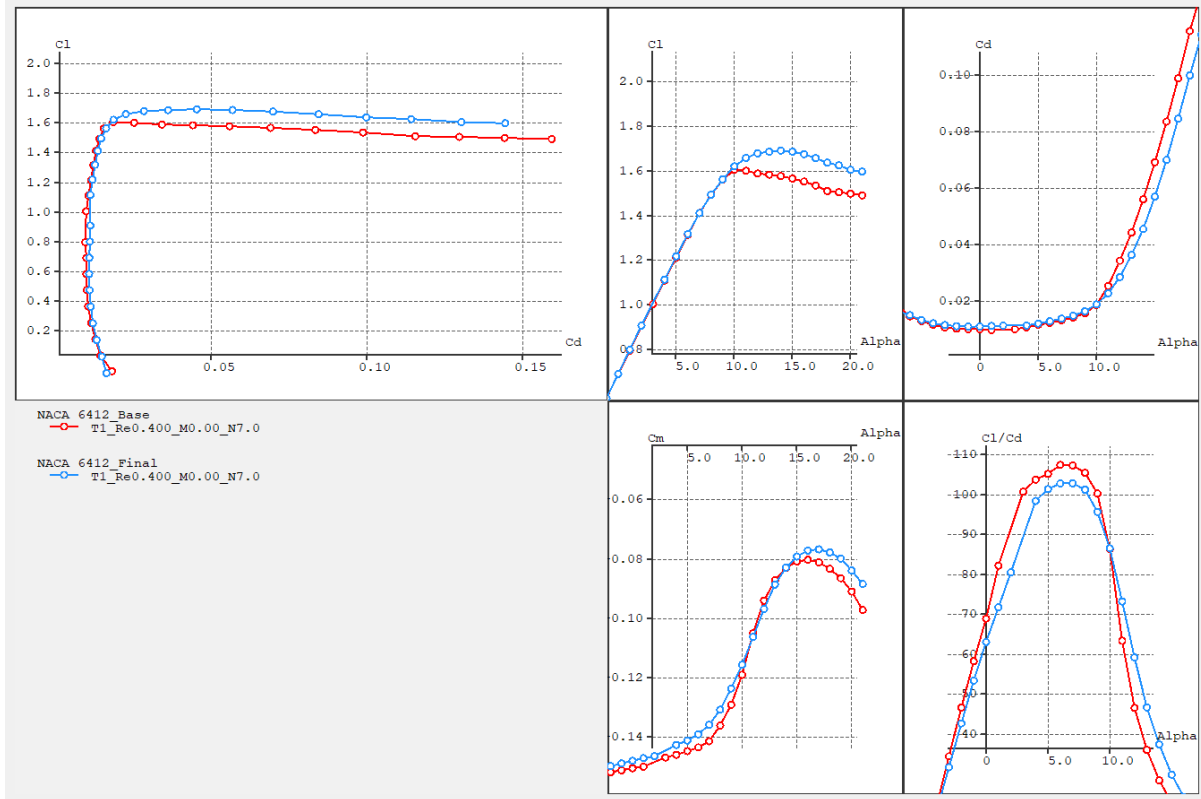 Cl
2.0
1.8
1.6
1.4
1.2
1.0
0.8
0.6
0.4
0.2
0.05
0.10
0.15
Cd
Cl
2.0
1.8
1.6
1.4
1.2
1.0
0.8
5.0 10.0 15.0 20.0
Alpha
Cd
0.10
0.08
0.06
0.04
0.02
0 5.0 10.0
Alpha
NACA 6412_Base
T1_Re0.400_M0.00_N7.0
NACA 6412_Final
T1_Re0.400_M0.00_N7.0
Cm
Alpha
5.0 10.0 15.0 20.0
-0.06
-0.08
-0.10
-0.12
-0.14
Cl/Cd
110
100
90
80
70
60
50
40
0 5.0 10.0
Alpha